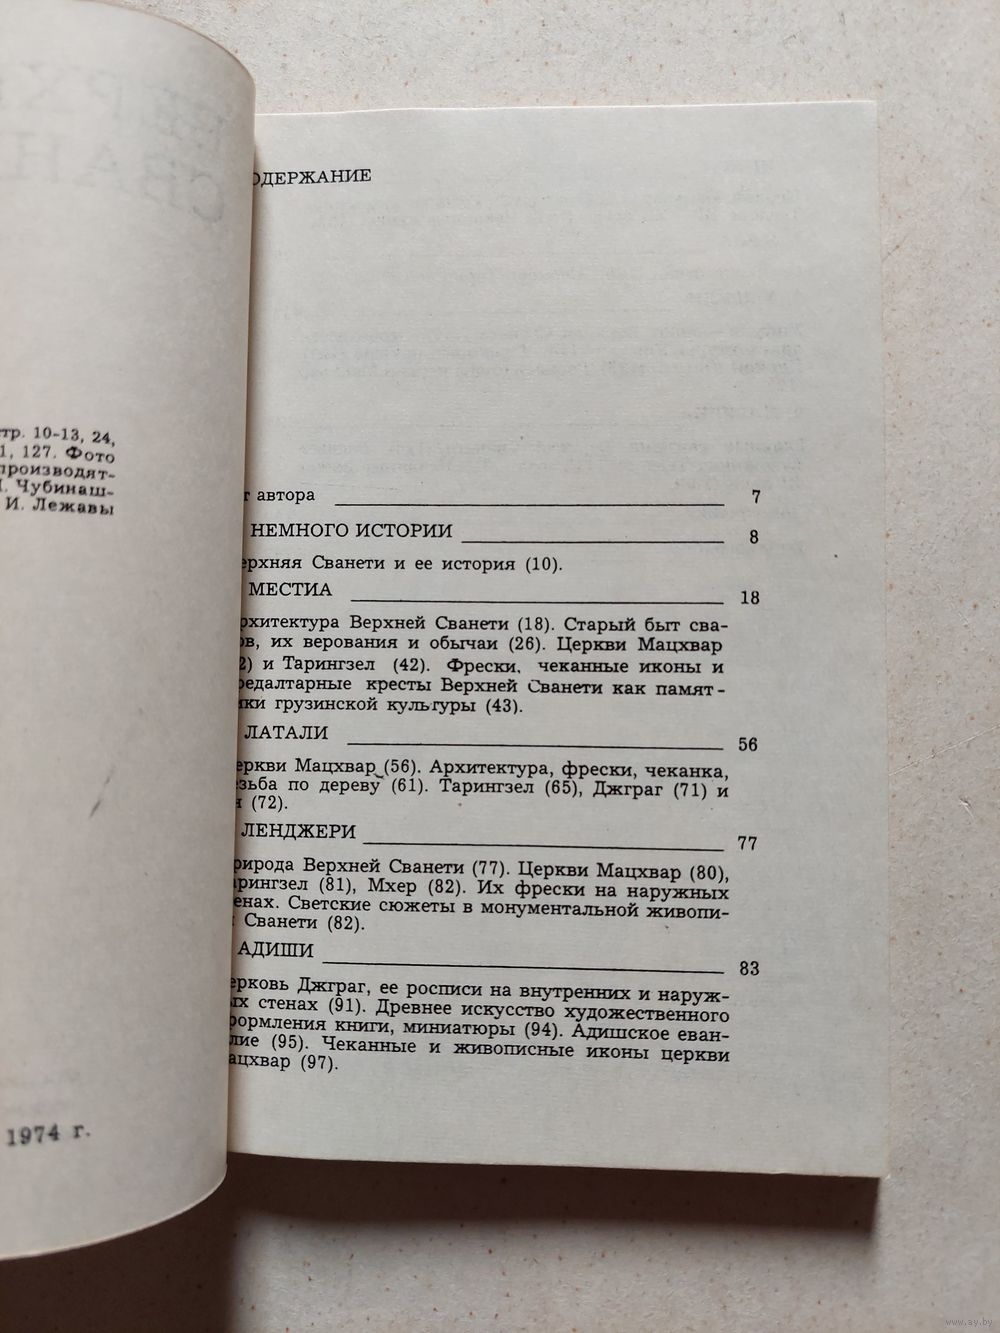 тр. 10-13, 24,
1, 127. Фото
производят-
Чубинаш-
И. Лежавы
1974 г.
ОДЕРЖАНИЕ
т автора 7
НЕМНОГО ИСТОРИИ 8
ерхняя Сванети и ее история (10).
МЕСТИА 18
рхитектура Верхней Сванети (18). Старый быт сва-
ов, их верования и обычаи (26). Церкви Мацхвар
2) и Тарингзел (42). Фрески, чеканные иконы и
редалтарные кресты Верхней Сванети как памят-
ики грузинской культуры (43).
ЛАТАЛИ 56
еркви Мацхвар (56). Архитектура, фрески, чеканка,
езьба по дереву (61). Тарингзел (65), Джграг (71) и
(72).
ЛЕНДЖЕРИ 77
рирода Верхней Сванети (77). Церкви Мацхвар (80),
арингзел (81), Мхер (82). Их фрески на наружных
енах. Светские сюжеты в монументальной живопи-
Сванети (82).
АДИШИ 83
ерковь Джграг, ее росписи на внутренних и наруж-
ых стенах (91). Древнее искусство художественного
формления книги, миниатюры (94). Адишское еван-
лие (95). Чеканные и живописные иконы церкви
ацхвар (97).
www.ay.by